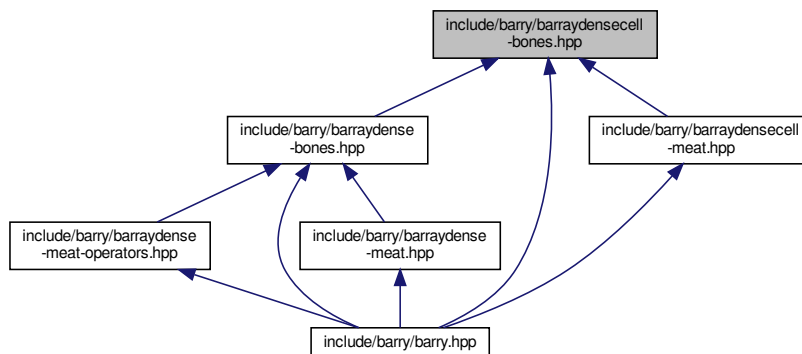 include/barry/barraydensecell
-bones.hpp
include/barry/barraydense
-bones.hpp
include/barry/barraydensecell
-meat.hpp
include/barry/barraydense
-meat-operators.hpp
include/barry/barraydense
-meat.hpp
include/barry/barry.hpp